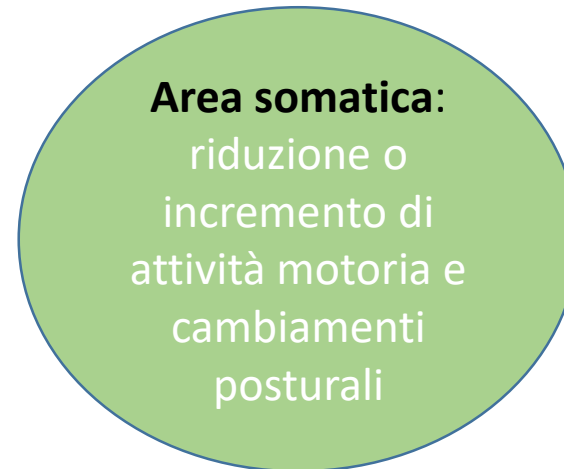 Area somatica:
riduzione o
incremento di
attività motoria e
cambiamenti
posturali